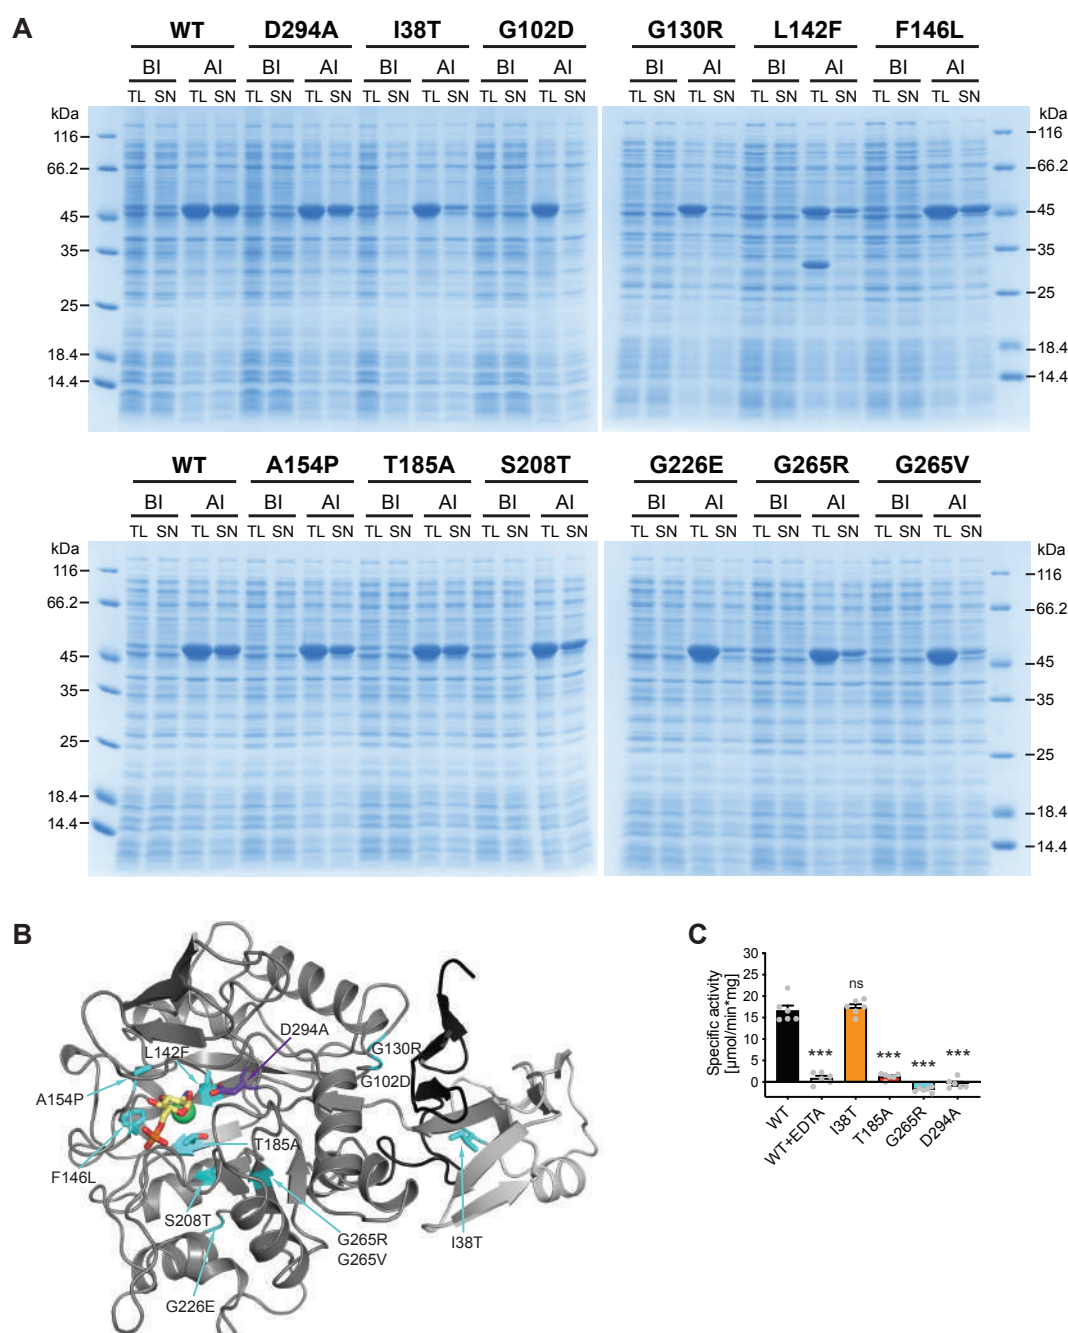 A
WT D294A I38T G102D G130R L142F F146L
BI AI BI AI BI AI BI AI BI AI BI AI BI AI
TL SN TL SN TL SN TL SN TL SN TL SN TL SN TL SN TL SN TL SN TL SN TL SN TL SN TL SN
kDa kDa
116 116
66.2 66.2
45 45
35 35
25 25
18.4 18.4
14.4 14.4
WT A154P T185A S208T G226E G265R G265V
BI AI BI AI BI AI BI AI BI AI BI AI BI AI
TL SN TL SN TL SN TL SN TL SN TL SN TL SN TL SN TL SN TL SN TL SN TL SN TL SN TL SN
kDa kDa
116 116
66.2 66.2
45 45
35 35
25 25
18.4 18.4
14.4 14.4
B
D294A
L142F
G130R
G102D
A154P
T185A
F146L
S208T
G265R
G265V
I38T
G226E
C
Specific activity
[µmol/min*mg]
30
25
20
15
10
5
0
ns
*** *** *** ***
WT
WT+EDTA
I38T
T185A
G265R
D294A